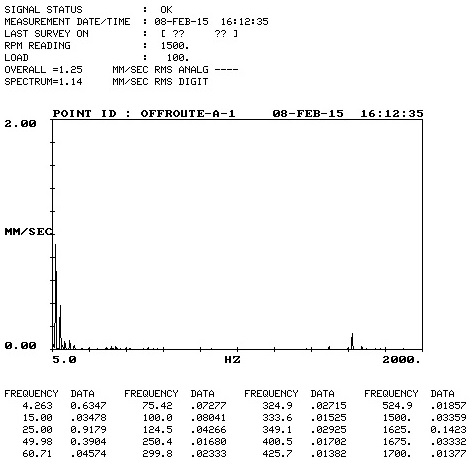 SIGNAL STATUS : OK
MEASUREMENT DATE/TIME : 08-FEB-15 16:12:35
LAST SURVEY ON : [ ?? ?? ]
RPM READING : 1500.
LOAD : 100.
OVERALL =1.25 MM/SEC RMS ANALG ----
SPECTRUM=1.14 MM/SEC RMS DIGIT
POINT ID : OFFROUTE-A-1 08-FEB-15 16:12:35
2.00
MM/SEC
0.00
5.0 HZ 2000.
FREQUENCY DATA FREQUENCY DATA FREQUENCY DATA FREQUENCY DATA
4.263 0.6347 75.42 .07277 324.9 .02715 524.9 .01857
15.00 .03478 100.0 .08041 333.6 .01525 1500. .03359
25.00 0.9179 124.5 .04266 349.1 .02925 1625. 0.1423
49.98 0.3904 250.4 .01680 400.5 .01702 1675. .03332
60.71 .04574 299.8 .02333 425.7 .01382 1700. .01377